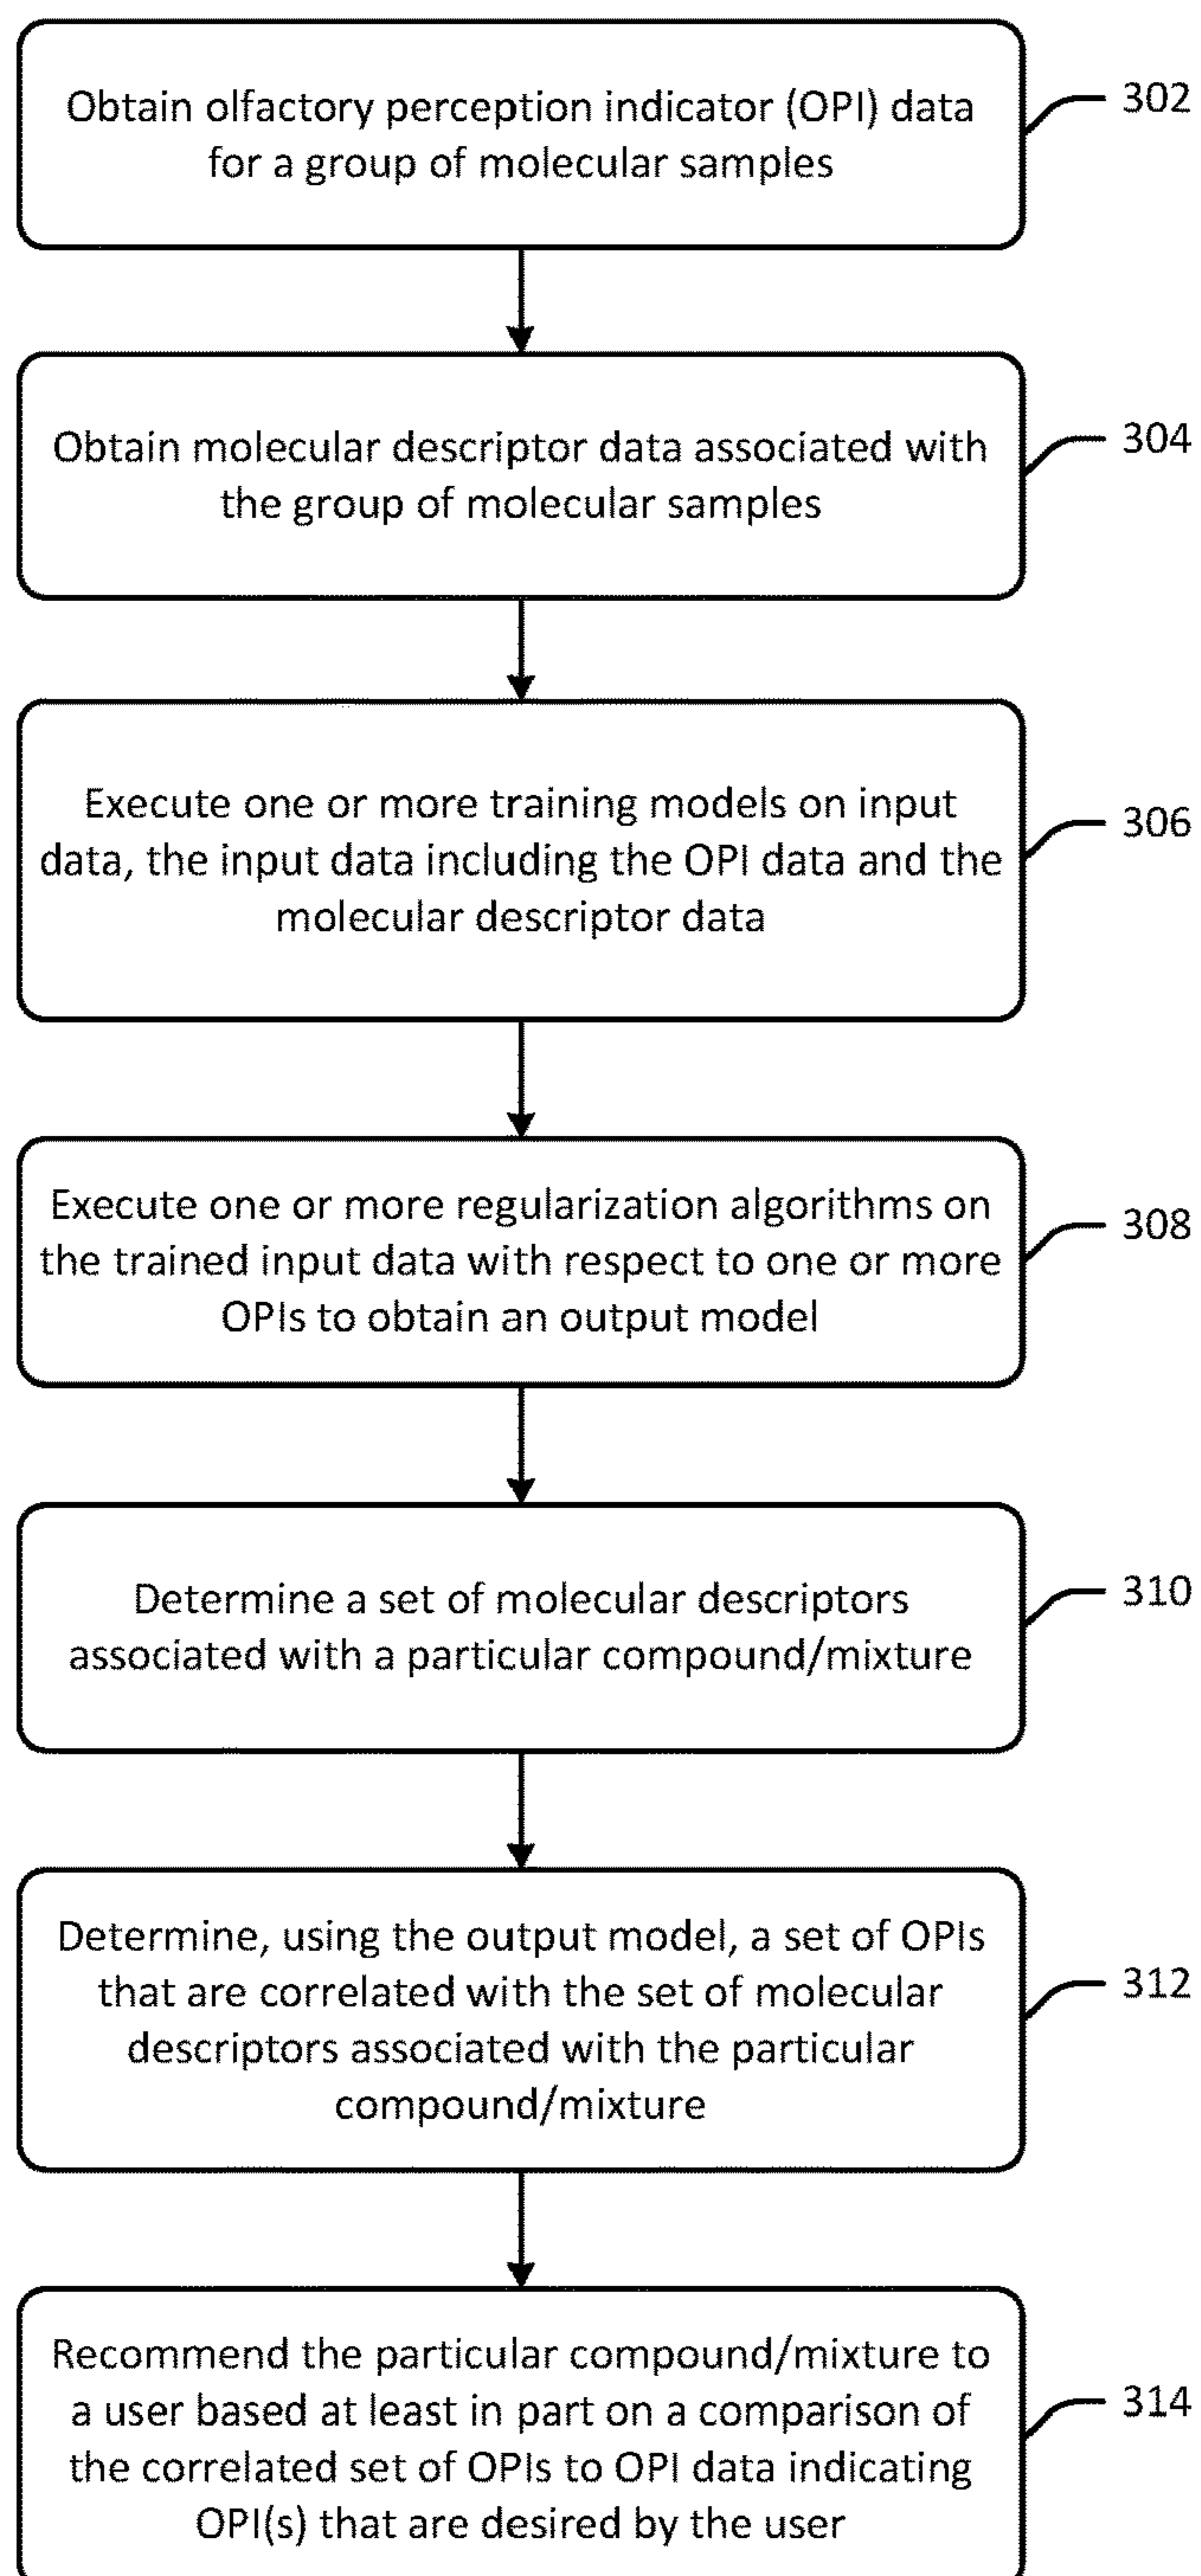 Obtain olfactory perception indicator (OPI) data
for a group of molecular samples
302
Obtain molecular descriptor data associated with
the group of molecular samples
304
Execute one or more training models on input
data, the input data including the OPI data and the
molecular descriptor data
306
Execute one or more regularization algorithms on
the trained input data with respect to one or more
OPIs to obtain an output model
308
Determine a set of molecular descriptors
associated with a particular compound/mixture
310
Determine, using the output model, a set of OPIs
that are correlated with the set of molecular
descriptors associated with the particular
compound/mixture
312
Recommend the particular compound/mixture to
a user based at least in part on a comparison of
the correlated set of OPIs to OPI data indicating
OPI(s) that are desired by the user
314